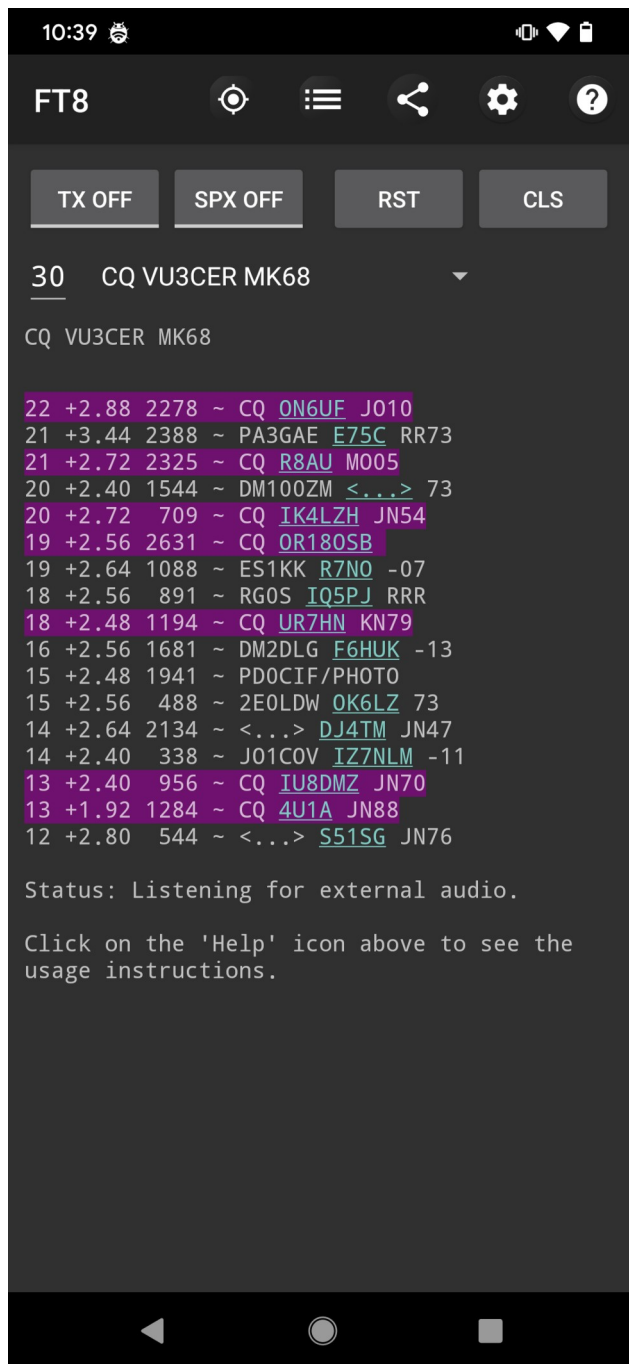 10:39
FT8
TX OFF SPX OFF RST CLS
30 CQ VU3CER MK68
CQ VU3CER MK68
22 +2.88 2278 ~ CQ ON6UF JO10
21 +3.44 2388 ~ PA3GAE E75C RR73
21 +2.72 2325 ~ CQ R8AU MO05
20 +2.40 1544 ~ DM100ZM <...> 73
20 +2.72 709 ~ CQ IK4LZH JN54
19 +2.56 2631 ~ CQ OR18OSB
19 +2.64 1088 ~ ES1KK R7NO -07
18 +2.56 891 ~ RG0S IQ5PJ RRR
18 +2.48 1194 ~ CQ UR7HN KN79
16 +2.56 1681 ~ DM2DLG F6HUK -13
15 +2.48 1941 ~ PD0CIF/PHOTO
15 +2.56 488 ~ 2E0LDW OK6LZ 73
14 +2.64 2134 ~ <...> DJ4TM JN47
14 +2.40 338 ~ JO1COV IZ7NLM -11
13 +2.40 956 ~ CQ IU8DMZ JN70
13 +1.92 1284 ~ CQ 4U1A JN88
12 +2.80 544 ~ <...> S51SG JN76
Status: Listening for external audio.
Click on the 'Help' icon above to see the
usage instructions.